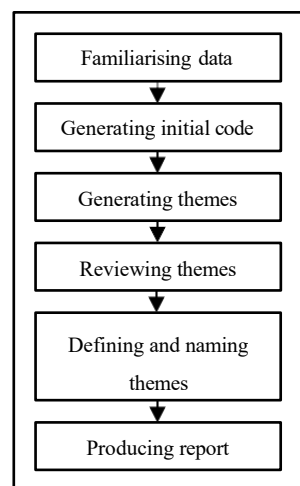 Familiarising data
Generating initial code
Generating themes
Reviewing themes
Defining and naming
themes
Producing report